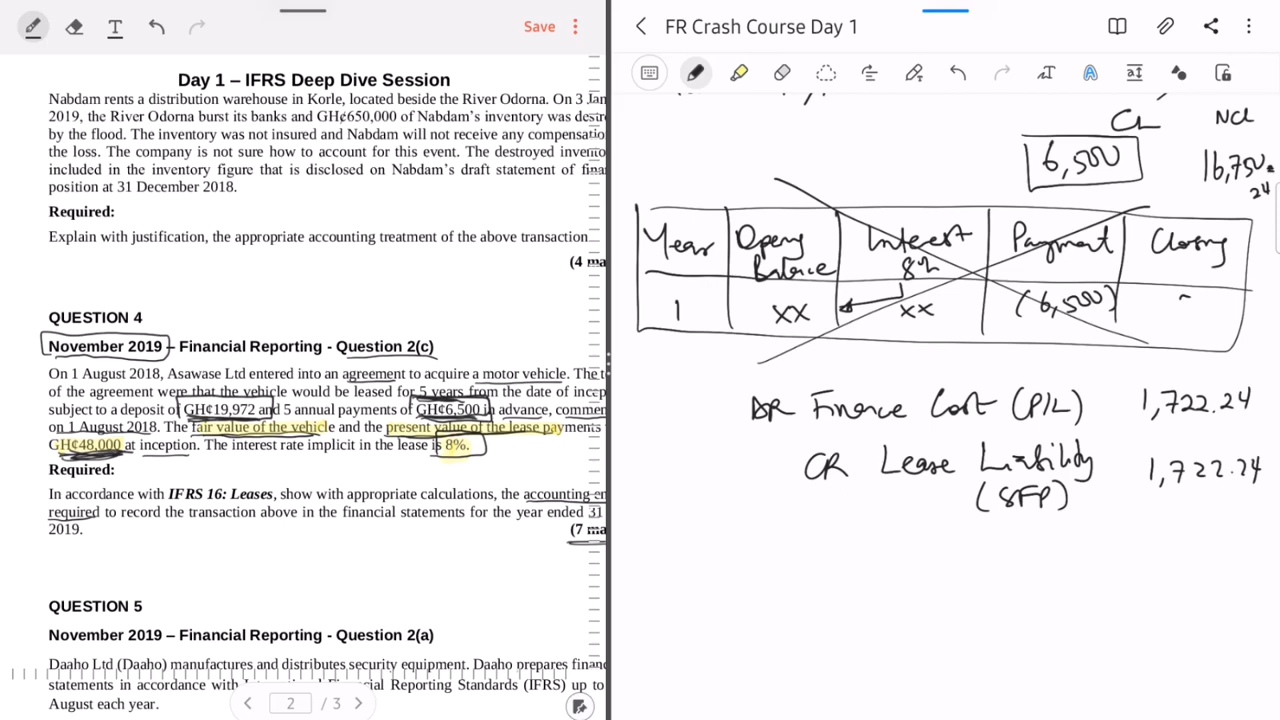 Save
Day 1 – IFRS Deep Dive Session
Nabdam rents a distribution warehouse in Korle, located beside the River Odorna. On 3 Jan
2019, the River Odorna burst its banks and GH¢650,000 of Nabdam's inventory was destr
by the flood. The inventory was not insured and Nabdam will not receive any compensatio
the loss. The company is not sure how to account for this event. The destroyed invento
included in the inventory figure that is disclosed on Nabdam's draft statement of fina
position at 31 December 2018.
Required:
Explain with justification, the appropriate accounting treatment of the above transaction
(4 ma
QUESTION 4
November 2019 – Financial Reporting - Question 2(c)
On 1 August 2018, Asawase Ltd entered into an agreement to acquire a motor vehicle. The t
of the agreement were that the vehicle would be leased for 5 years from the date of incep
subject to a deposit of GH¢19,972 and 5 annual payments of GH¢6,500 in advance, commen
on 1 August 2018. The fair value of the vehicle and the present value of the lease payments
GH¢48,000 at inception. The interest rate implicit in the lease is 8%.
Required:
In accordance with IFRS 16: Leases, show with appropriate calculations, the accounting en
required to record the transaction above in the financial statements for the year ended 31
2019.
(7 ma
QUESTION 5
November 2019 – Financial Reporting - Question 2(a)
Daaho Ltd (Daaho) manufactures and distributes security equipment. Daaho prepares finan
statements in accordance with Financial Reporting Standards (IFRS) up to
August each year.
2 / 3
FR Crash Course Day 1
CL NCL
6,500 16,750.
24
Year Opening Balance Interest 8% Payment Closing
1 XX XX (6,500) -
DR Finance Cost (P/L) 1,722.24
CR Lease Liability 1,722.24
(SFP)